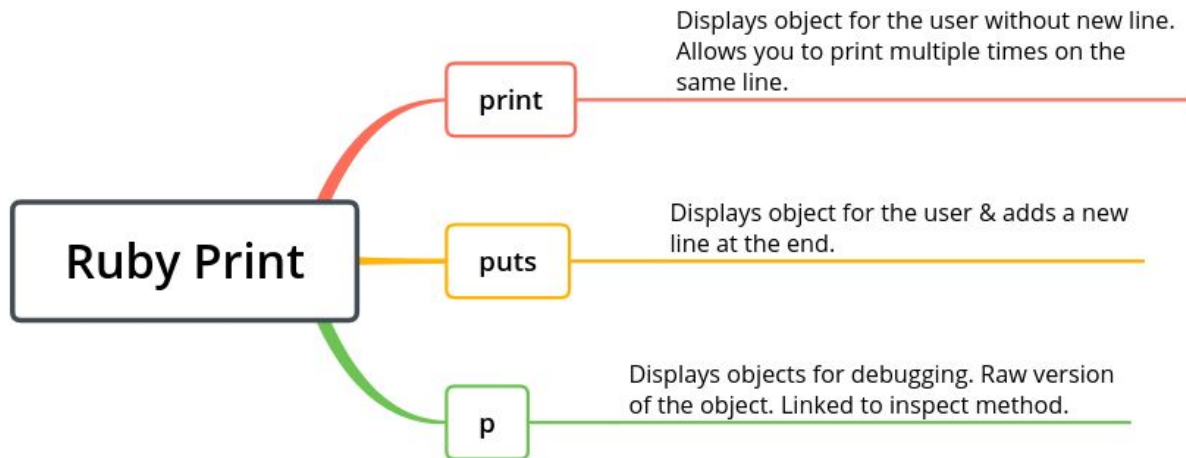 Ruby Print
print
Displays object for the user without new line.
Allows you to print multiple times on the
same line.
puts
Displays object for the user & adds a new
line at the end.
p
Displays objects for debugging. Raw version
of the object. Linked to inspect method.